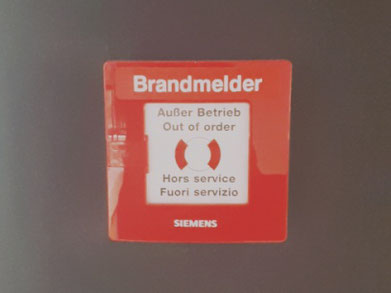 Brandmelder
Außer Betrieb
Out of order
Hors service
Fuori servizio
SIEMENS